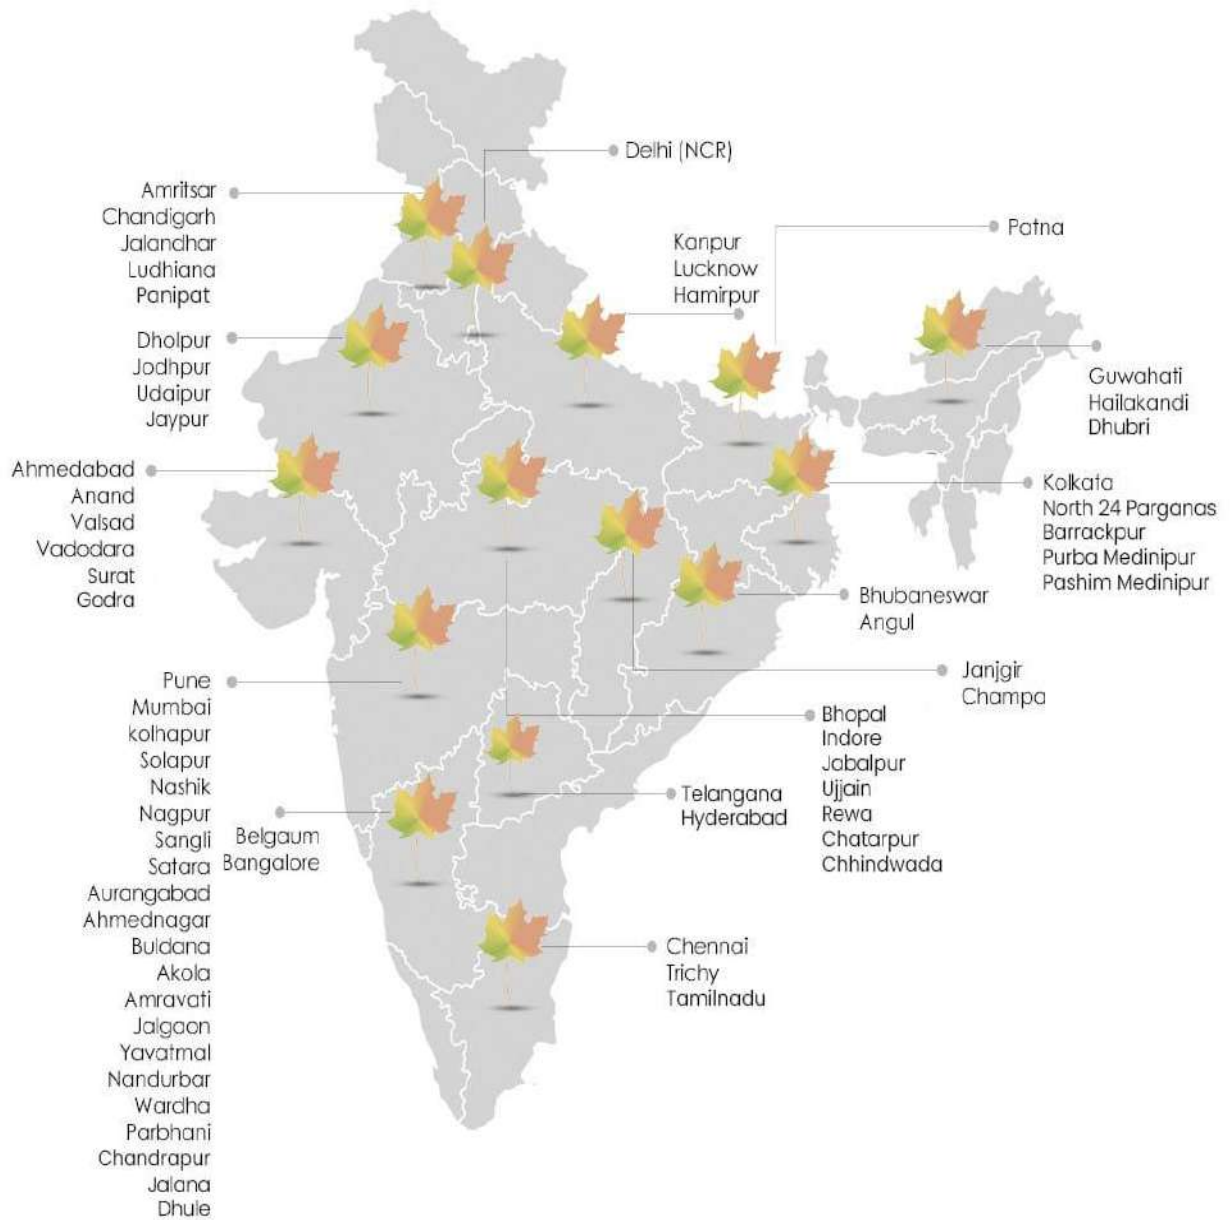 Delhi (NCR)
Amritsar
Chandigarh
Jalandhar
Ludhiana
Panipat
Patna
Kanpur
Lucknow
Hamirpur
Dholpur
Jodhpur
Udaipur
Jaypur
Guwahati
Hailakandi
Dhubri
Ahmedabad
Anand
Valsad
Vadodara
Surat
Godra
Kolkata
North 24 Parganas
Barrackpur
Purba Medinipur
Pashim Medinipur
Bhubaneswar
Angul
Janjgir
Champa
Pune
Mumbai
kolhapur
Solapur
Nashik
Nagpur
Sangli
Satara
Aurangabad
Ahmednagar
Buldana
Akola
Amravati
Jalgaon
Yavatmal
Nandurbar
Wardha
Parbhani
Chandrapur
Jalana
Dhule
Bhopal
Indore
Jabalpur
Ujjain
Rewa
Chatarpur
Chhindwada
Telangana
Hyderabad
Belgaum
Bangalore
Chennai
Trichy
Tamilnadu